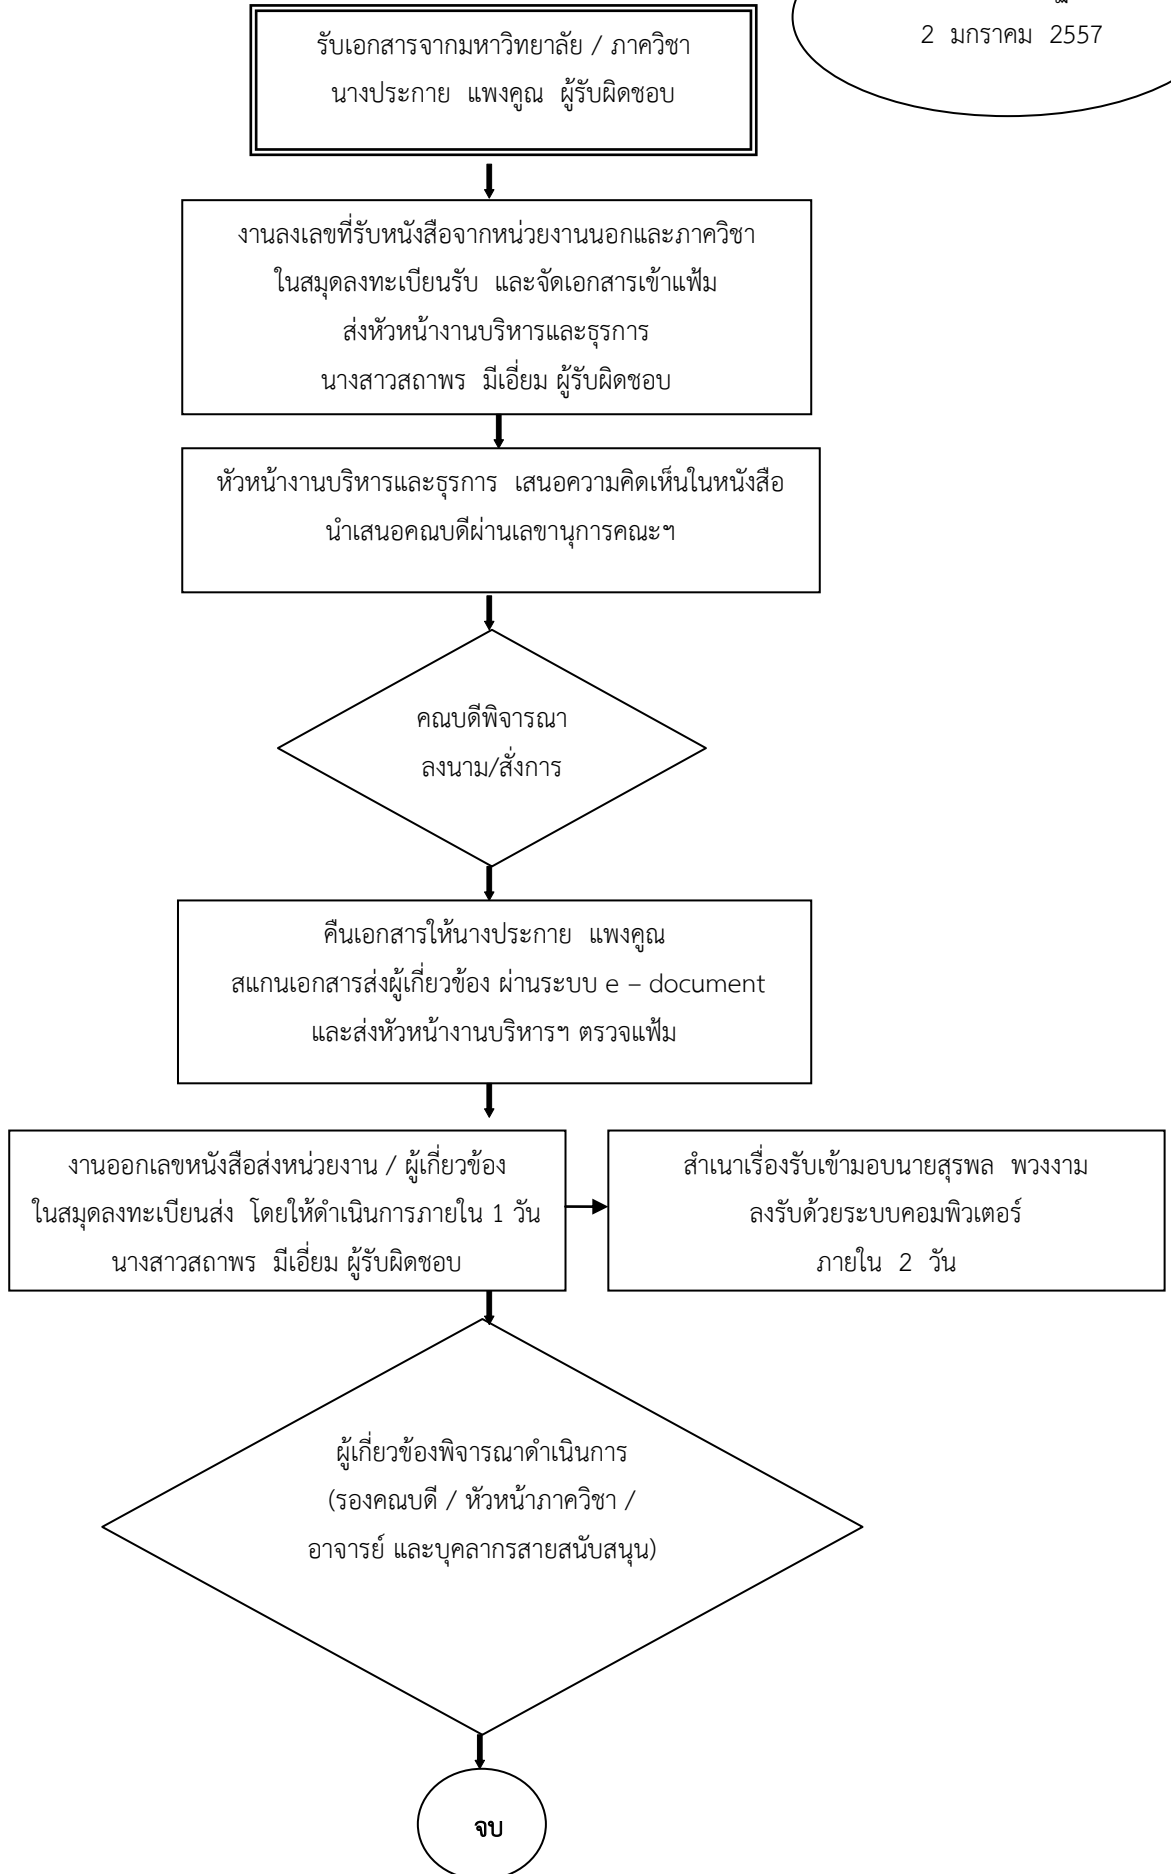 2 มกราคม 2557
รับเอกสารจากมหาวิทยาลัย / ภาควิชา
นางประกาย แพงคูณ ผู้รับผิดชอบ
งานลงเลขที่รับหนังสือจากหน่วยงานนอกและภาควิชา
ในสมุดลงทะเบียนรับ และจัดเอกสารเข้าแฟ้ม
ส่งหัวหน้างานบริหารและธุรการ
นางสาวสถาพร มีเอี่ยม ผู้รับผิดชอบ
หัวหน้างานบริหารและธุรการ เสนอความคิดเห็นในหนังสือ
นำเสนอคณบดีผ่านเลขานุการคณะฯ
คณบดีพิจารณา
ลงนาม/สั่งการ
คืนเอกสารให้นางประกาย แพงคูณ
สแกนเอกสารส่งผู้เกี่ยวข้อง ผ่านระบบ e – document
และส่งหัวหน้างานบริหารฯ ตรวจแฟ้ม
งานออกเลขหนังสือส่งหน่วยงาน / ผู้เกี่ยวข้อง
ในสมุดลงทะเบียนส่ง โดยให้ดำเนินการภายใน 1 วัน
นางสาวสถาพร มีเอี่ยม ผู้รับผิดชอบ
สำเนาเรื่องรับเข้ามอบนายสุรพล พวงงาม
ลงรับด้วยระบบคอมพิวเตอร์
ภายใน 2 วัน
ผู้เกี่ยวข้องพิจารณาดำเนินการ
(รองคณบดี / หัวหน้าภาควิชา /
อาจารย์ และบุคลากรสายสนับสนุน)
จบ